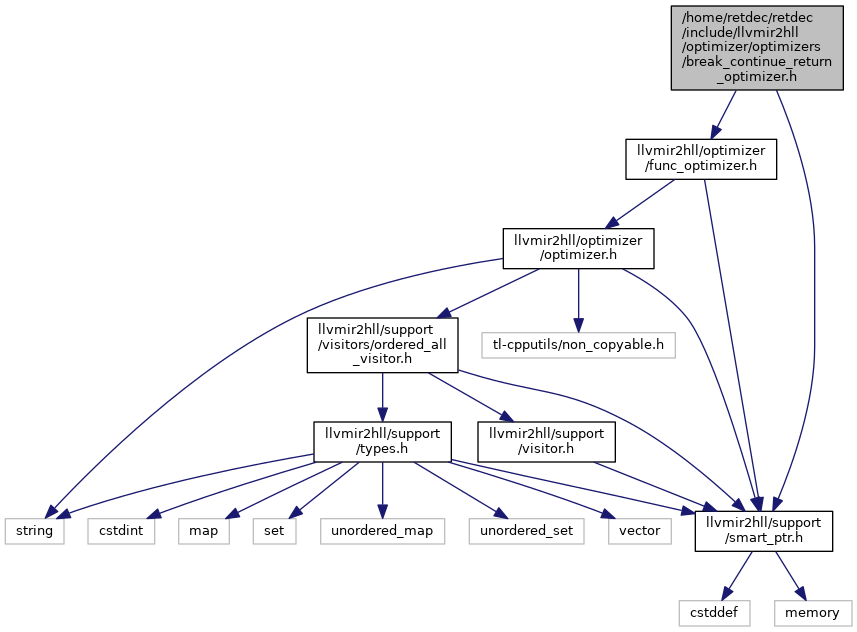 /home/retdec/retdec
/include/llvmir2hll
/optimizer/optimizers
/break_continue_return
_optimizer.h
llvmir2hll/optimizer
/func_optimizer.h
llvmir2hll/optimizer
/optimizer.h
llvmir2hll/support
/visitors/ordered_all
_visitor.h
tl-cpputils/non_copyable.h
llvmir2hll/support
/types.h
llvmir2hll/support
/visitor.h
string
cstdint
map
set
unordered_map
unordered_set
vector
llvmir2hll/support
/smart_ptr.h
cstddef
memory